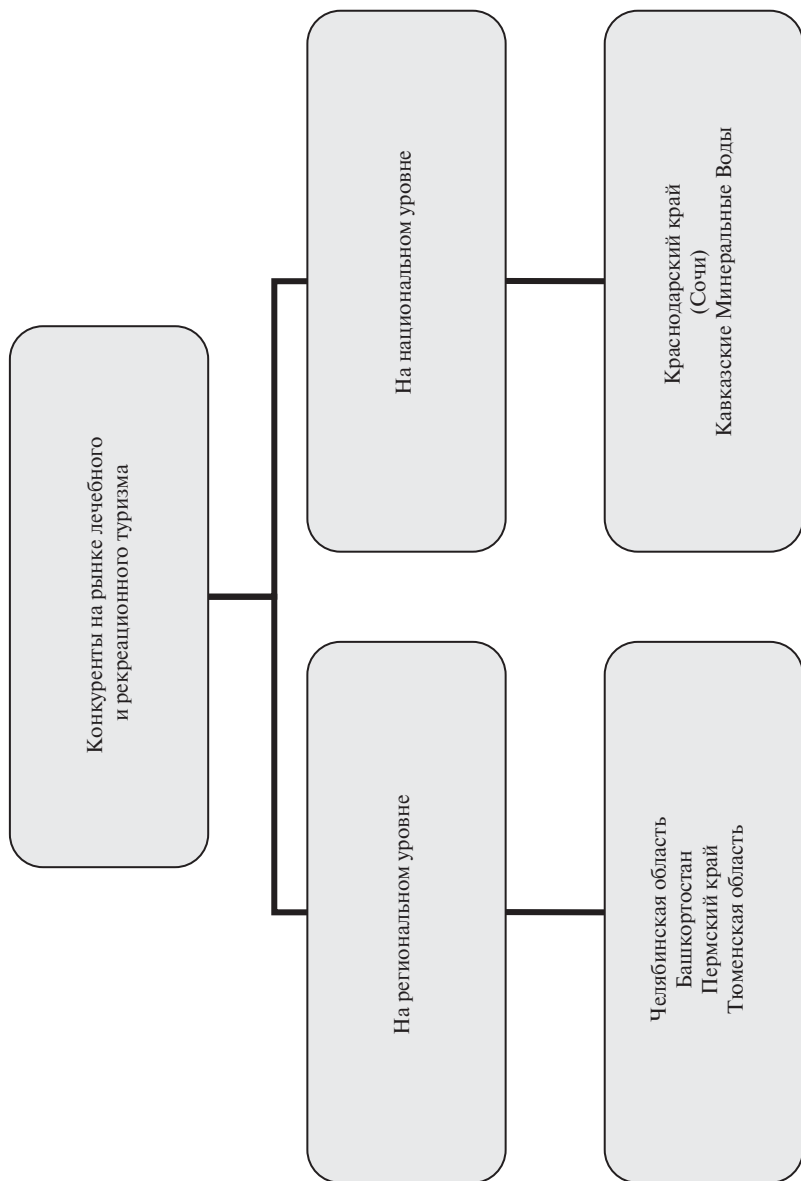 Конкуренты на рынке лечебного
и рекреационного туризма
На региональном уровне
На национальном уровне
Челябинская область
Башкортостан
Пермский край
Тюменская область
Краснодарский край
(Сочи)
Кавказские Минеральные Воды